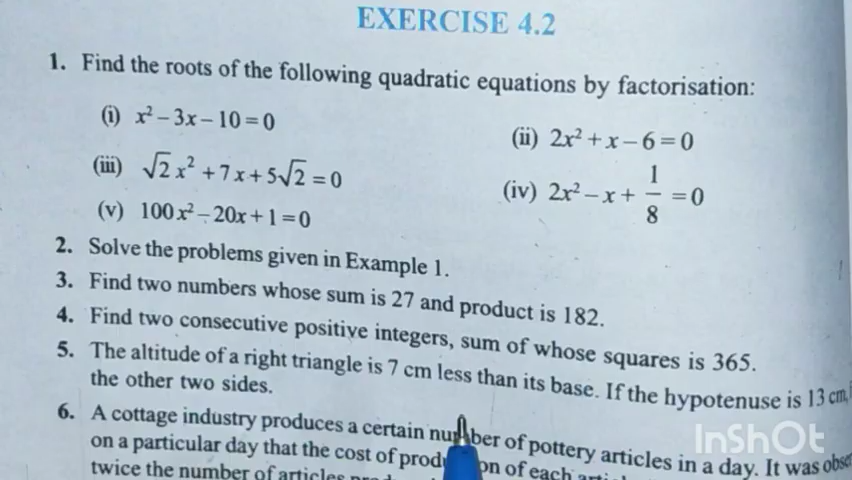 EXERCISE 4.2
1. Find the roots of the following quadratic equations by factorisation:
(i) x² – 3x – 10 = 0 (ii) 2x² + x – 6 = 0
(iii) √2 x² + 7x + 5√2 = 0 (iv) 2x² – x + 1/8 = 0
(v) 100x² – 20x + 1 = 0
2. Solve the problems given in Example 1.
3. Find two numbers whose sum is 27 and product is 182.
4. Find two consecutive positive integers, sum of whose squares is 365.
5. The altitude of a right triangle is 7 cm less than its base. If the hypotenuse is 13 cm,
the other two sides.
6. A cottage industry produces a certain number of pottery articles in a day. It was obse
on a particular day that the cost of production of each
twice the number of articles
InShOt